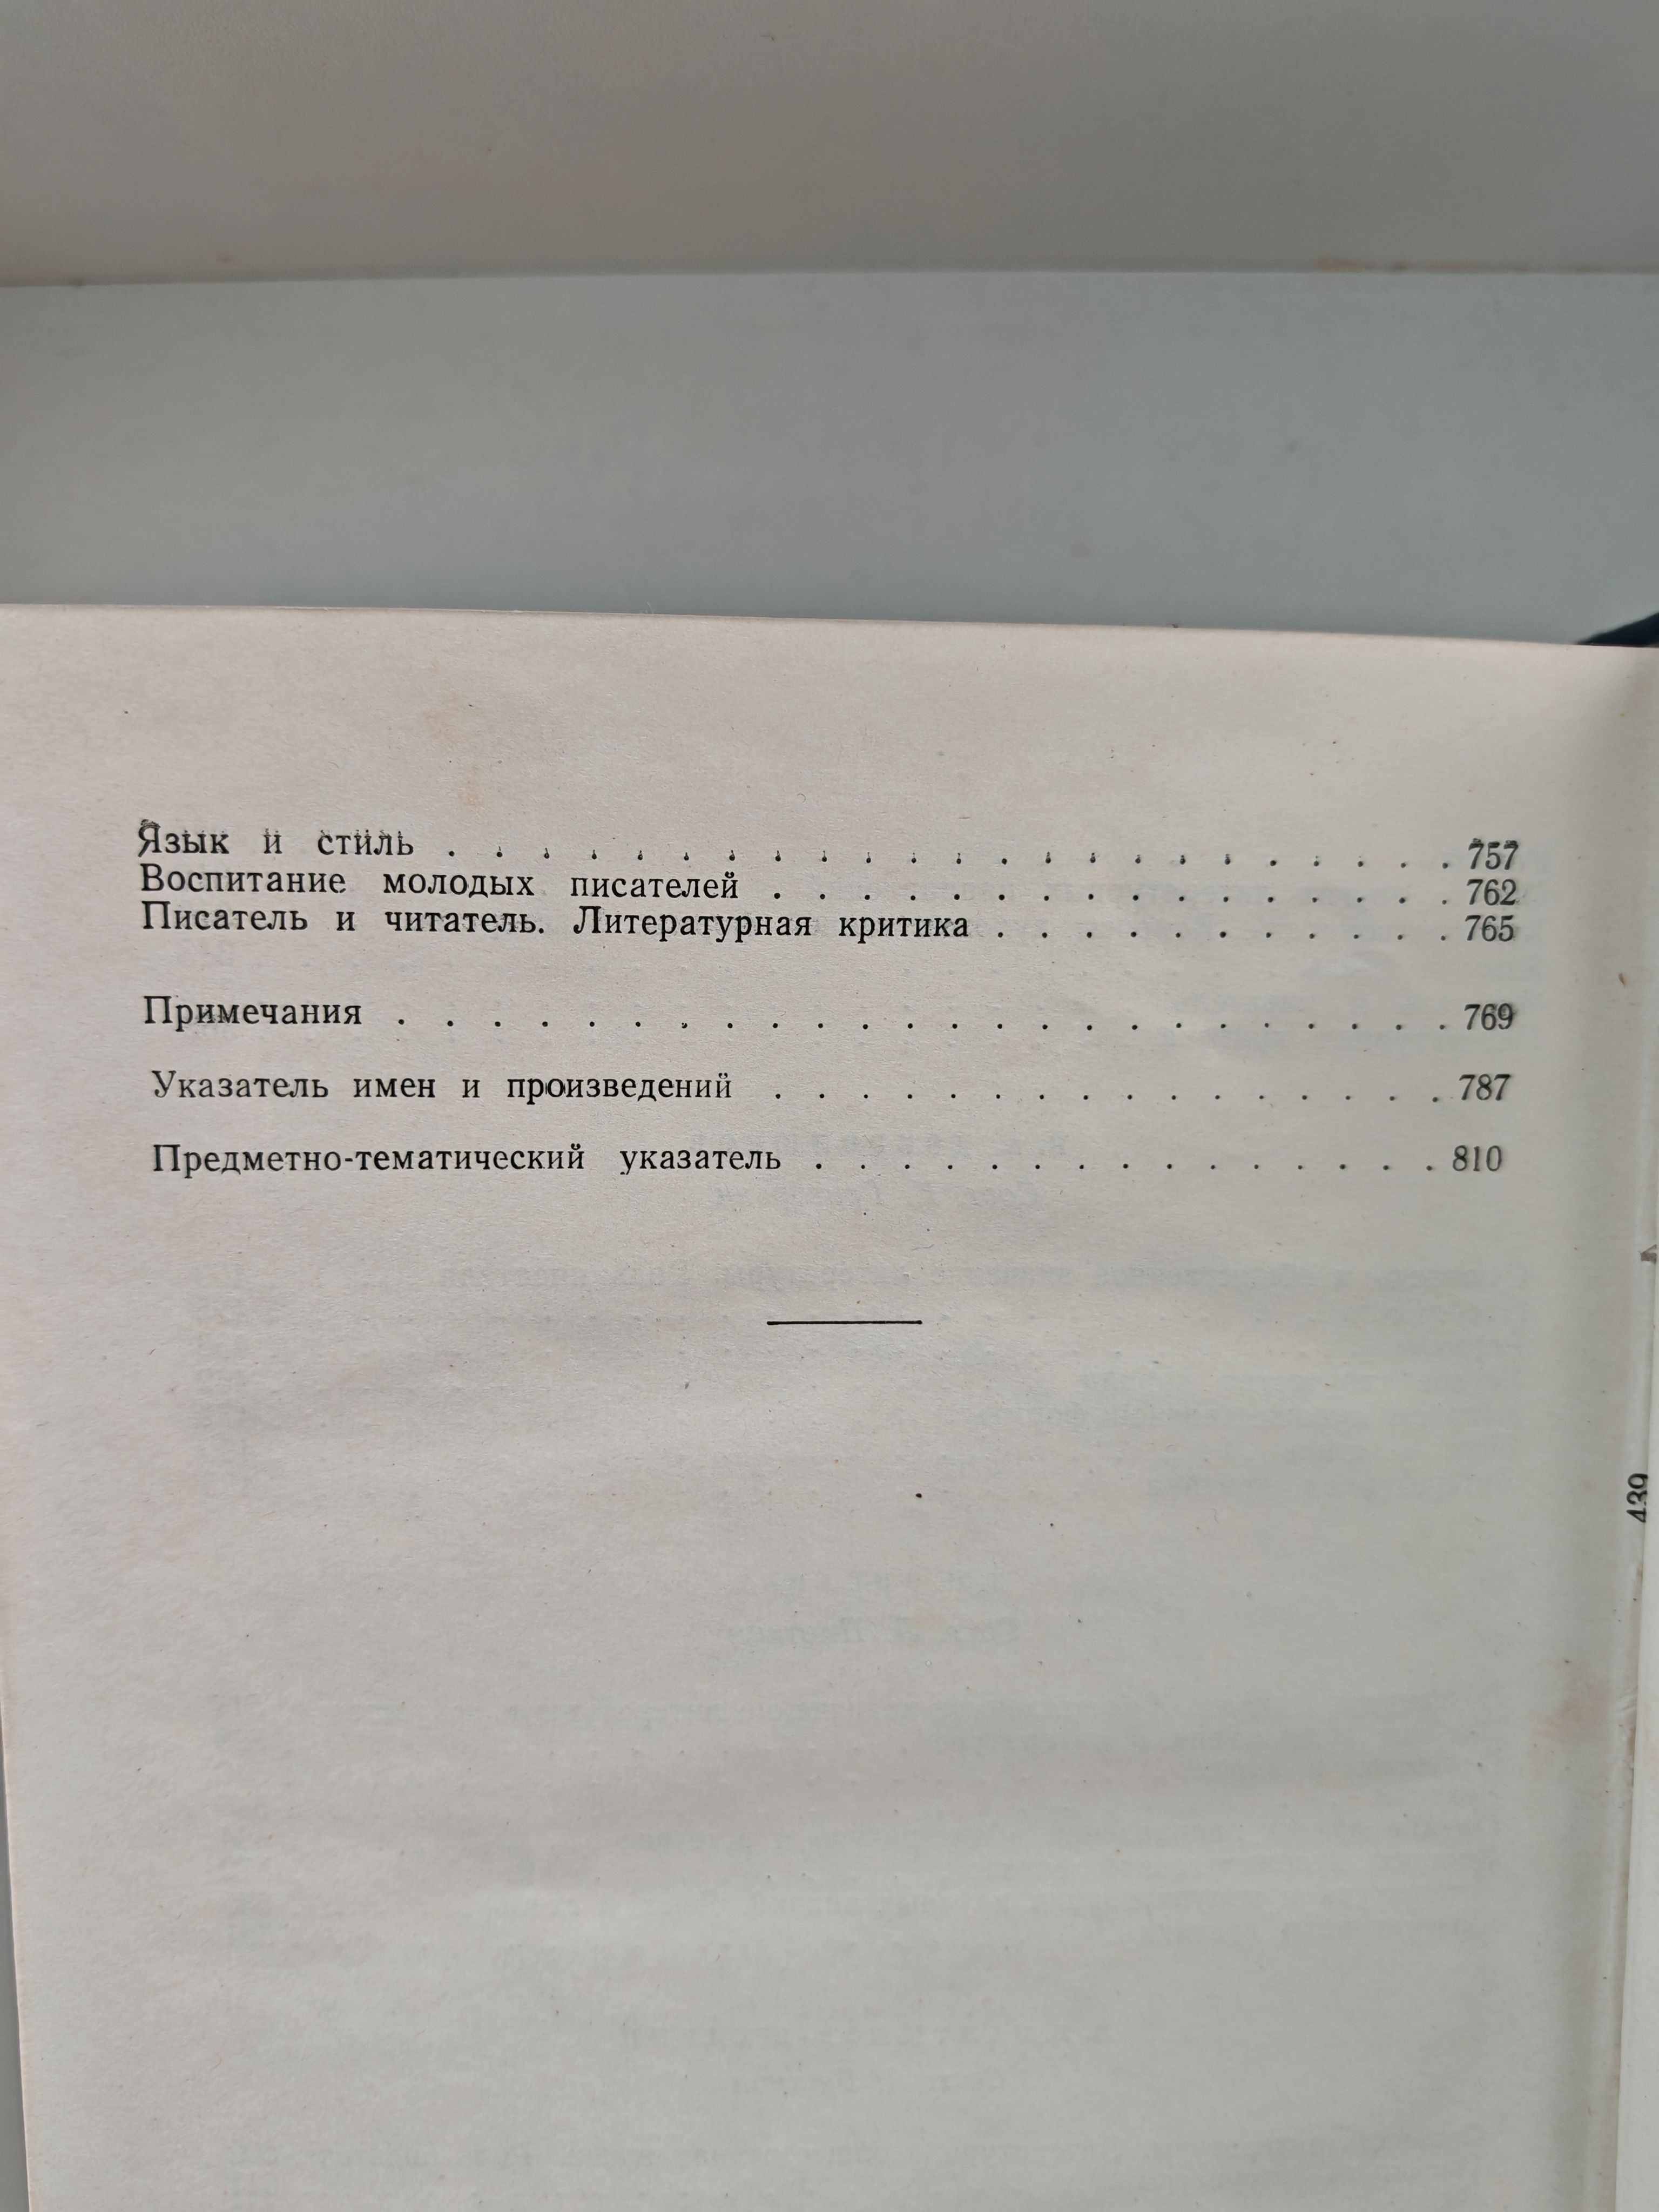 Язык и стиль . . . . . . . . . . . . . . . . . . . . . . . 757
Воспитание молодых писателей . . . . . . . . . . . . . . . . 762
Писатель и читатель. Литературная критика . . . . . . . . . . . 765
Примечания . . . . . . . . . . . . . . . . . . . . . . . . 769
Указатель имен и произведений . . . . . . . . . . . . . . . . 787
Предметно-тематический указатель . . . . . . . . . . . . . . . 810
439